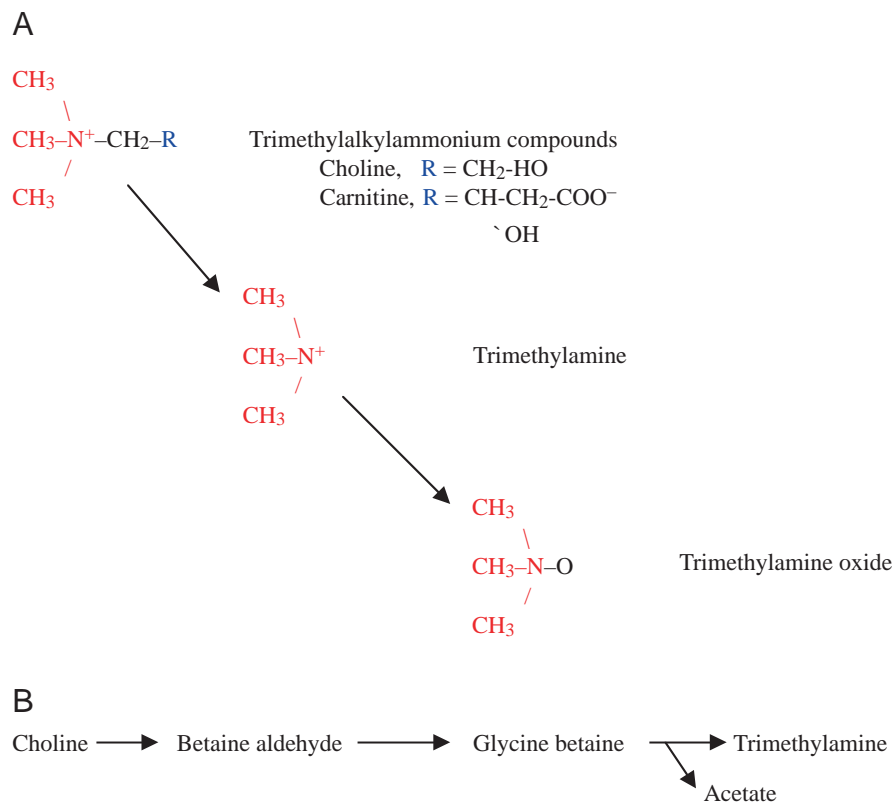 A
CH3
\
CH3–N⁺–CH2–R Trimethylalkylammonium compounds
/ Choline, R = CH2-HO
CH3 Carnitine, R = CH-CH2-COO⁻
`OH
CH3
\
CH3–N⁺ Trimethylamine
/
CH3
CH3
\
CH3–N–O Trimethylamine oxide
/
CH3
B
Choline Betaine aldehyde Glycine betaine Trimethylamine
Acetate